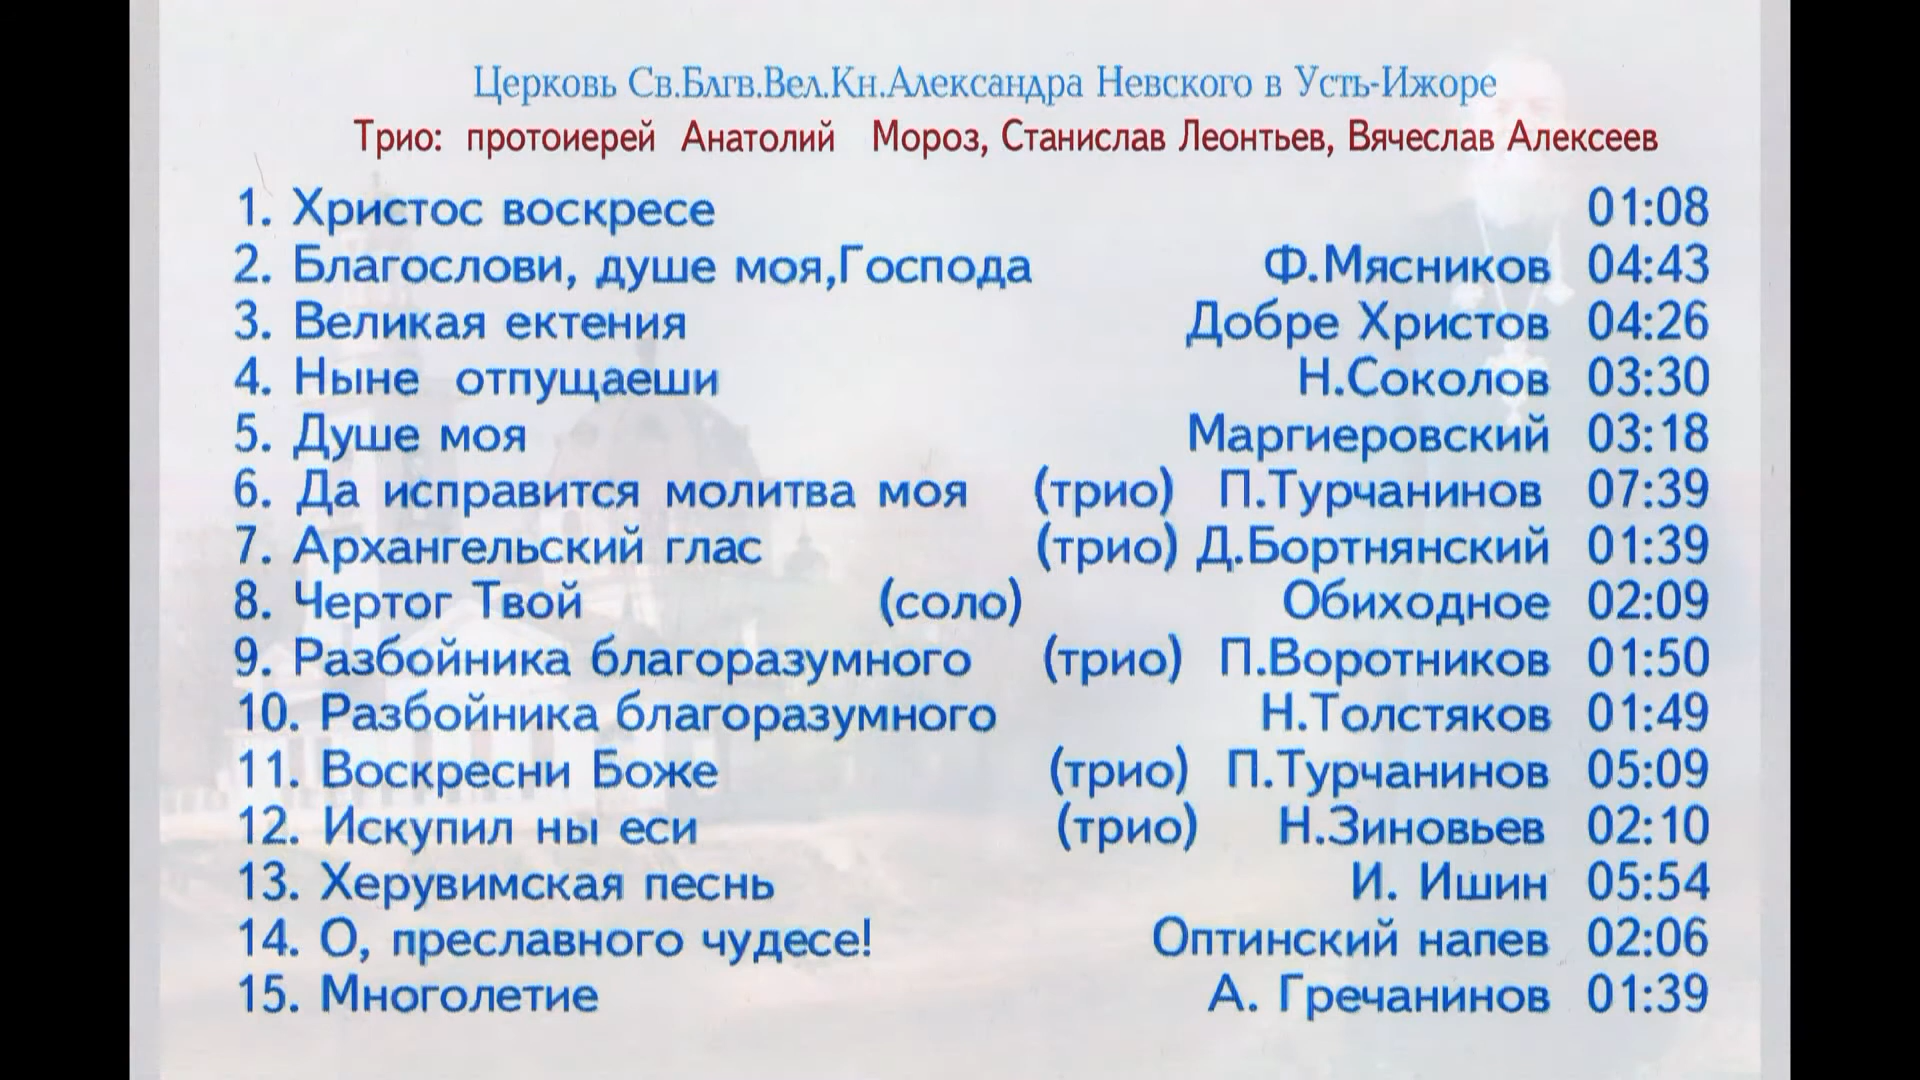 Церковь Св.Блгв.Вел.Кн.Александра Невского в Усть-Ижоре
Трио: протоиерей Анатолий Мороз, Станислав Леонтьев, Вячеслав Алексеев
1. Христос воскресе 01:08
2. Благослови, душе моя,Господа Ф.Мясников 04:43
3. Великая ектения Добре Христов 04:26
4. Ныне отпущаеши Н.Соколов 03:30
5. Душе моя Маргиеровский 03:18
6. Да исправится молитва моя (трио) П.Турчанинов 07:39
7. Архангельский глас (трио) Д.Бортнянский 01:39
8. Чертог Твой (соло) Обиходное 02:09
9. Разбойника благоразумного (трио) П.Воротников 01:50
10. Разбойника благоразумного Н.Толстяков 01:49
11. Воскресни Боже (трио) П.Турчанинов 05:09
12. Искупил ны еси (трио) Н.Зиновьев 02:10
13. Херувимская песнь И. Ишин 05:54
14. О, преславного чудесе! Оптинский напев 02:06
15. Многолетие А. Гречанинов 01:39